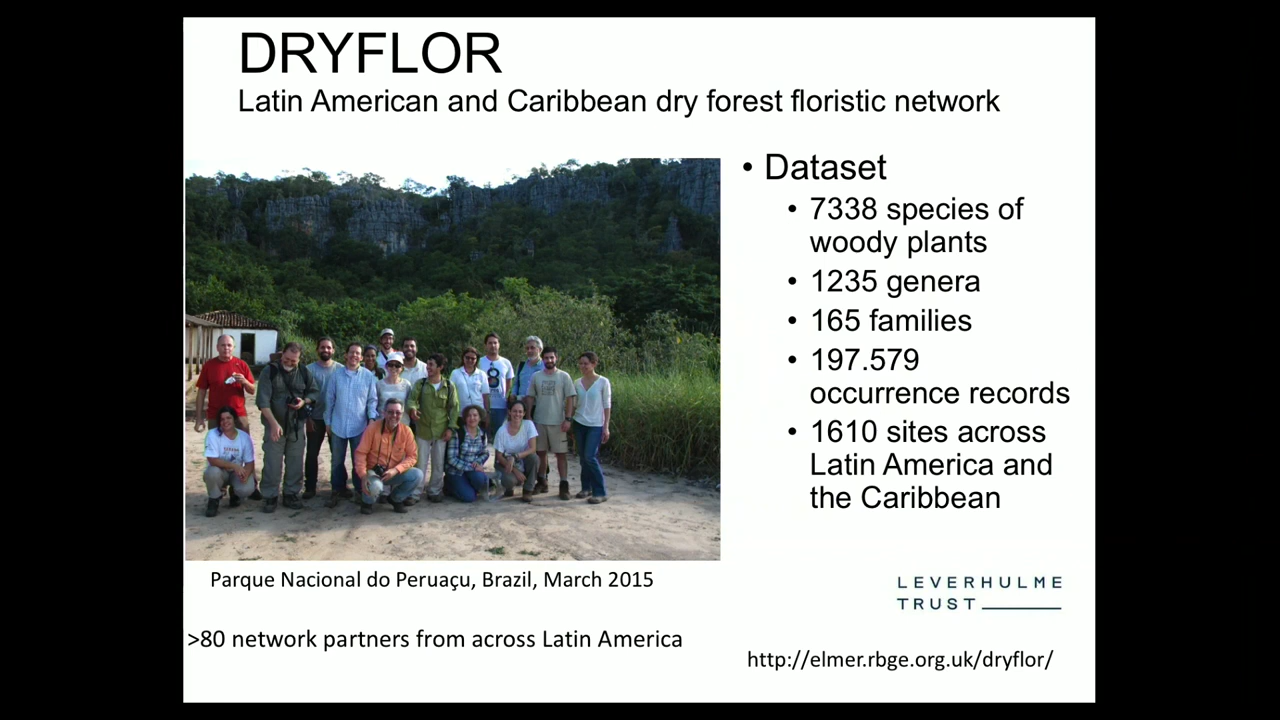 DRYFLOR
Latin American and Caribbean dry forest floristic network
• Dataset
• 7338 species of
woody plants
• 1235 genera
• 165 families
• 197.579
occurrence records
• 1610 sites across
Latin America and
the Caribbean
Parque Nacional do Peruaçu, Brazil, March 2015
>80 network partners from across Latin America
LEVERHULME
TRUST
http://elmer.rbge.org.uk/dryflor/